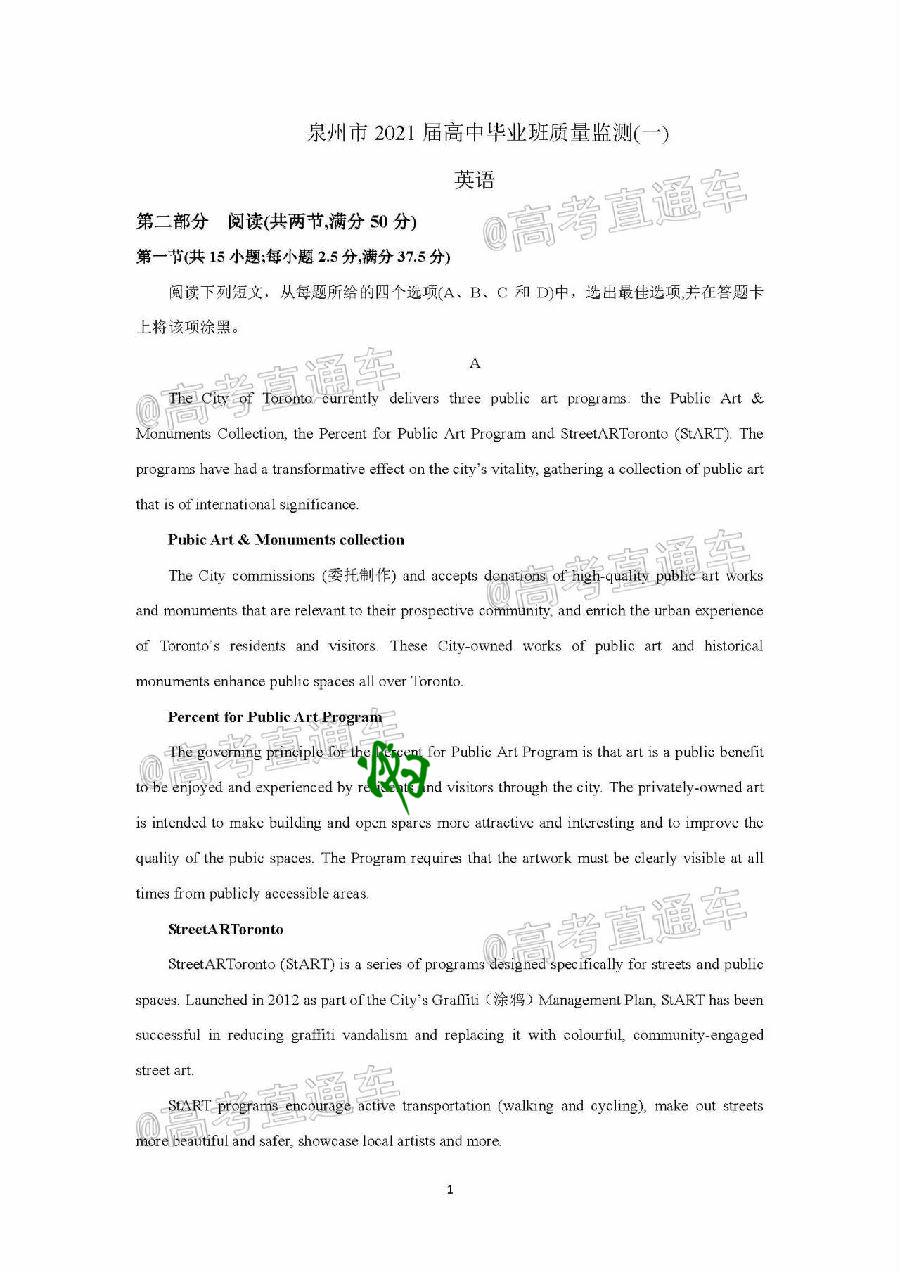 泉州市 2021 届高中毕业班质量监测(一)
英语
@高考直通车
第二部分 阅读(共两节,满分 50 分)
第一节(共 15 小题;每小题 2.5 分,满分 37.5 分)
阅读下列短文，从每题所给的四个选项(A、B、C 和 D)中，选出最佳选项,并在答题卡
上将该项涂黑。
A
@高考直通车
The City of Toronto currently delivers three public art programs: the Public Art &
Monuments Collection, the Percent for Public Art Program and StreetARToronto (StART). The
programs have had a transformative effect on the city's vitality, gathering a collection of public art
that is of international significance.
Pubic Art & Monuments collection
@高考直通车
The City commissions (委托制作) and accepts donations of high-quality public art works
and monuments that are relevant to their prospective community, and enrich the urban experience
of Toronto's residents and visitors. These City-owned works of public art and historical
monuments enhance public spaces all over Toronto.
Percent for Public Art Program
@高考直通车
The governing principle for the Percent for Public Art Program is that art is a public benefit
to be enjoyed and experienced by residents and visitors through the city. The privately-owned art
is intended to make building and open spares more attractive and interesting and to improve the
quality of the pubic spaces. The Program requires that the artwork must be clearly visible at all
times from publicly accessible areas.
StreetARToronto
@高考直通车
StreetARToronto (StART) is a series of programs designed specifically for streets and public
spaces. Launched in 2012 as part of the City's Graffiti（涂鸦）Management Plan, StART has been
successful in reducing graffiti vandalism and replacing it with colourful, community-engaged
street art.
@高考直通车
StART programs encourage active transportation (walking and cycling), make out streets
more beautiful and safer, showcase local artists and more.
1